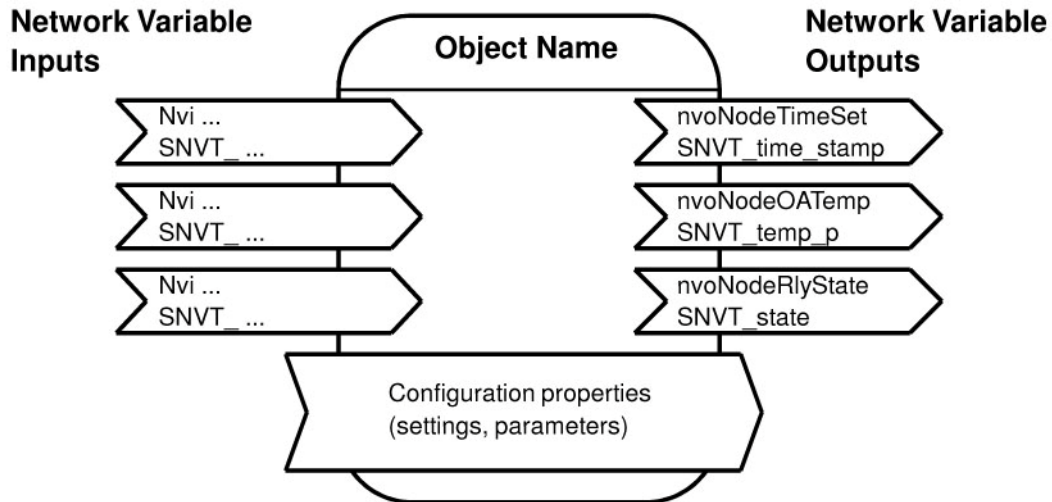 Network Variable
Inputs
Object Name
Network Variable
Outputs
Nvi ...
SNVT_ ...
nvoNodeTimeSet
SNVT_time_stamp
Nvi ...
SNVT_ ...
nvoNodeOATemp
SNVT_temp_p
Nvi ...
SNVT_ ...
nvoNodeRlyState
SNVT_state
Configuration properties
(settings, parameters)